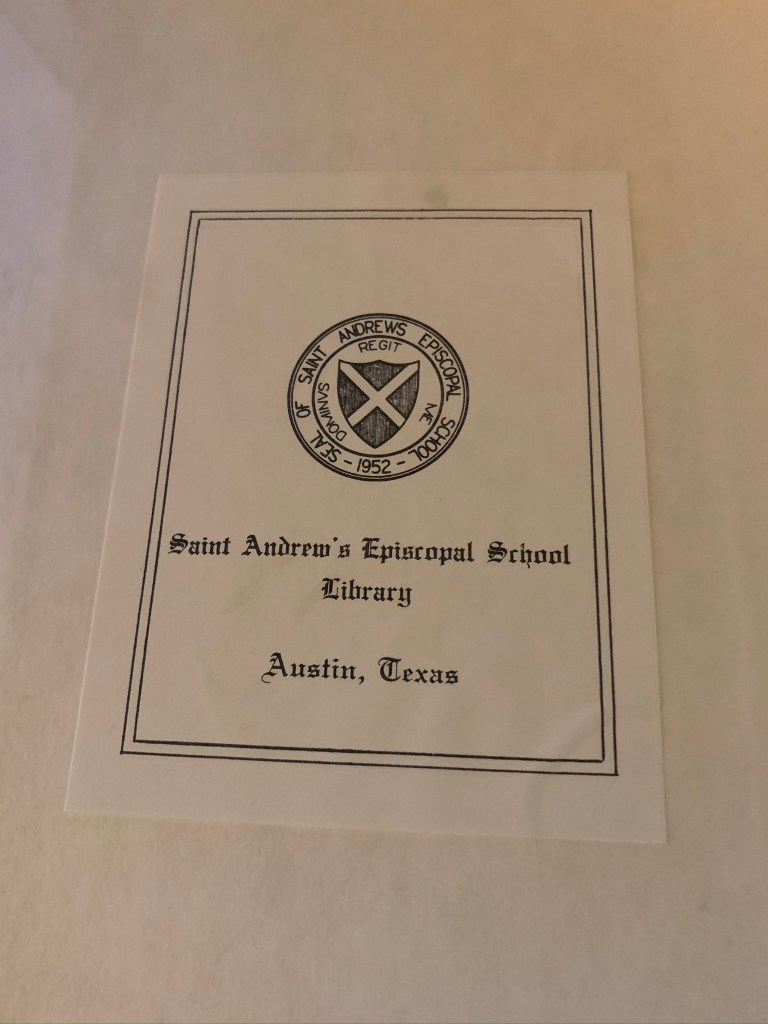 SEAL OF SAINT ANDREWS EPISCOPAL SCHOOL
DOMINUS REGIT ME
- 1952 -
Saint Andrew's Episcopal School
Library
Austin, Texas